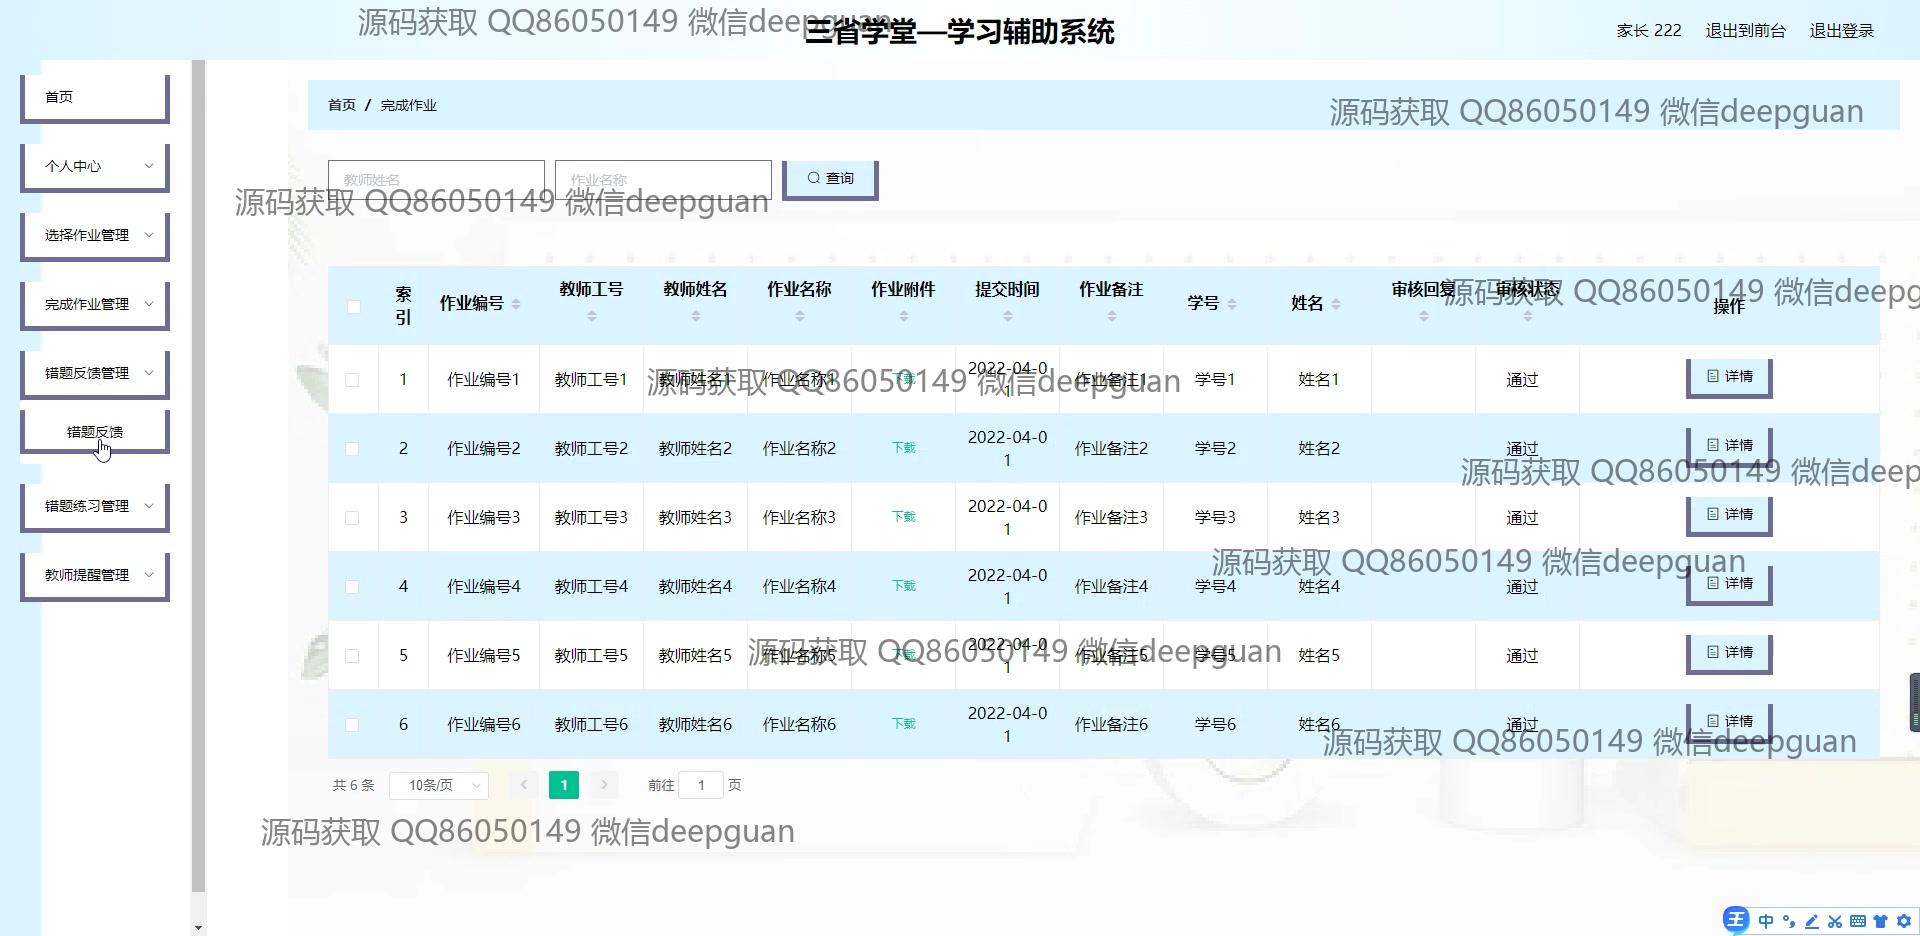 源码获取 QQ86050149 微信deepguan
三省学堂—学习辅助系统
家长 222 退出到前台 退出登录
首页
个人中心
选择作业管理
完成作业管理
错题反馈管理
错题反馈
错题练习管理
教师提醒管理
首页 / 完成作业
源码获取 QQ86050149 微信deepguan
教师姓名 作业名称 查询
源码获取 QQ86050149 微信deepguan
索引 作业编号 教师工号 教师姓名 作业名称 作业附件 提交时间 作业备注 学号 姓名 审核回复 审核状态 操作
源码获取 QQ86050149 微信deepg
1 作业编号1 教师工号1 教师姓名1 作业名称1 下载 2022-04-01 作业备注1 学号1 姓名1 通过 详情
源码获取 QQ86050149 微信deepguan
2 作业编号2 教师工号2 教师姓名2 作业名称2 下载 2022-04-01 作业备注2 学号2 姓名2 通过 详情
源码获取 QQ86050149 微信deep
3 作业编号3 教师工号3 教师姓名3 作业名称3 下载 2022-04-01 作业备注3 学号3 姓名3 通过 详情
源码获取 QQ86050149 微信deepguan
4 作业编号4 教师工号4 教师姓名4 作业名称4 下载 2022-04-01 作业备注4 学号4 姓名4 通过 详情
5 作业编号5 教师工号5 教师姓名5 作业名称5 下载 2022-04-01 作业备注5 学号5 姓名5 通过 详情
源码获取 QQ86050149 微信deepguan
6 作业编号6 教师工号6 教师姓名6 作业名称6 下载 2022-04-01 作业备注6 学号6 姓名6 通过 详情
源码获取 QQ86050149 微信deepguan
共 6 条 10条/页 1 前往 1 页
源码获取 QQ86050149 微信deepguan
王 中